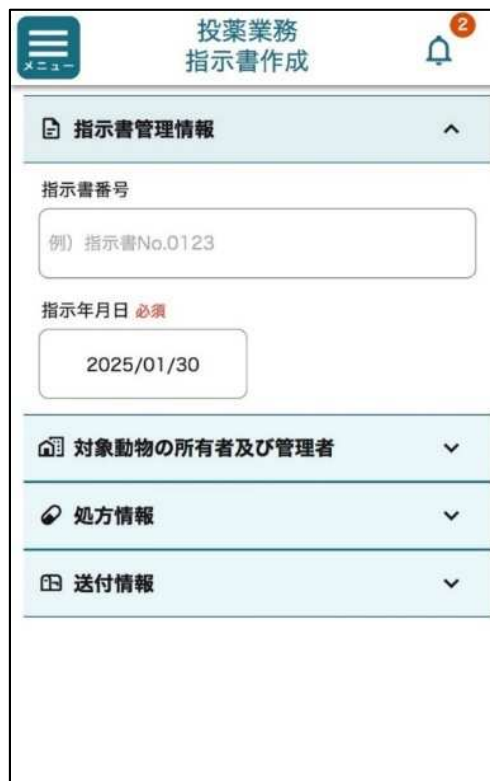 投薬業務
指示書作成
2
メニュー
指示書管理情報
指示書番号
例）指示書No.0123
指示年月日 必須
2025/01/30
対象動物の所有者及び管理者
処方情報
送付情報